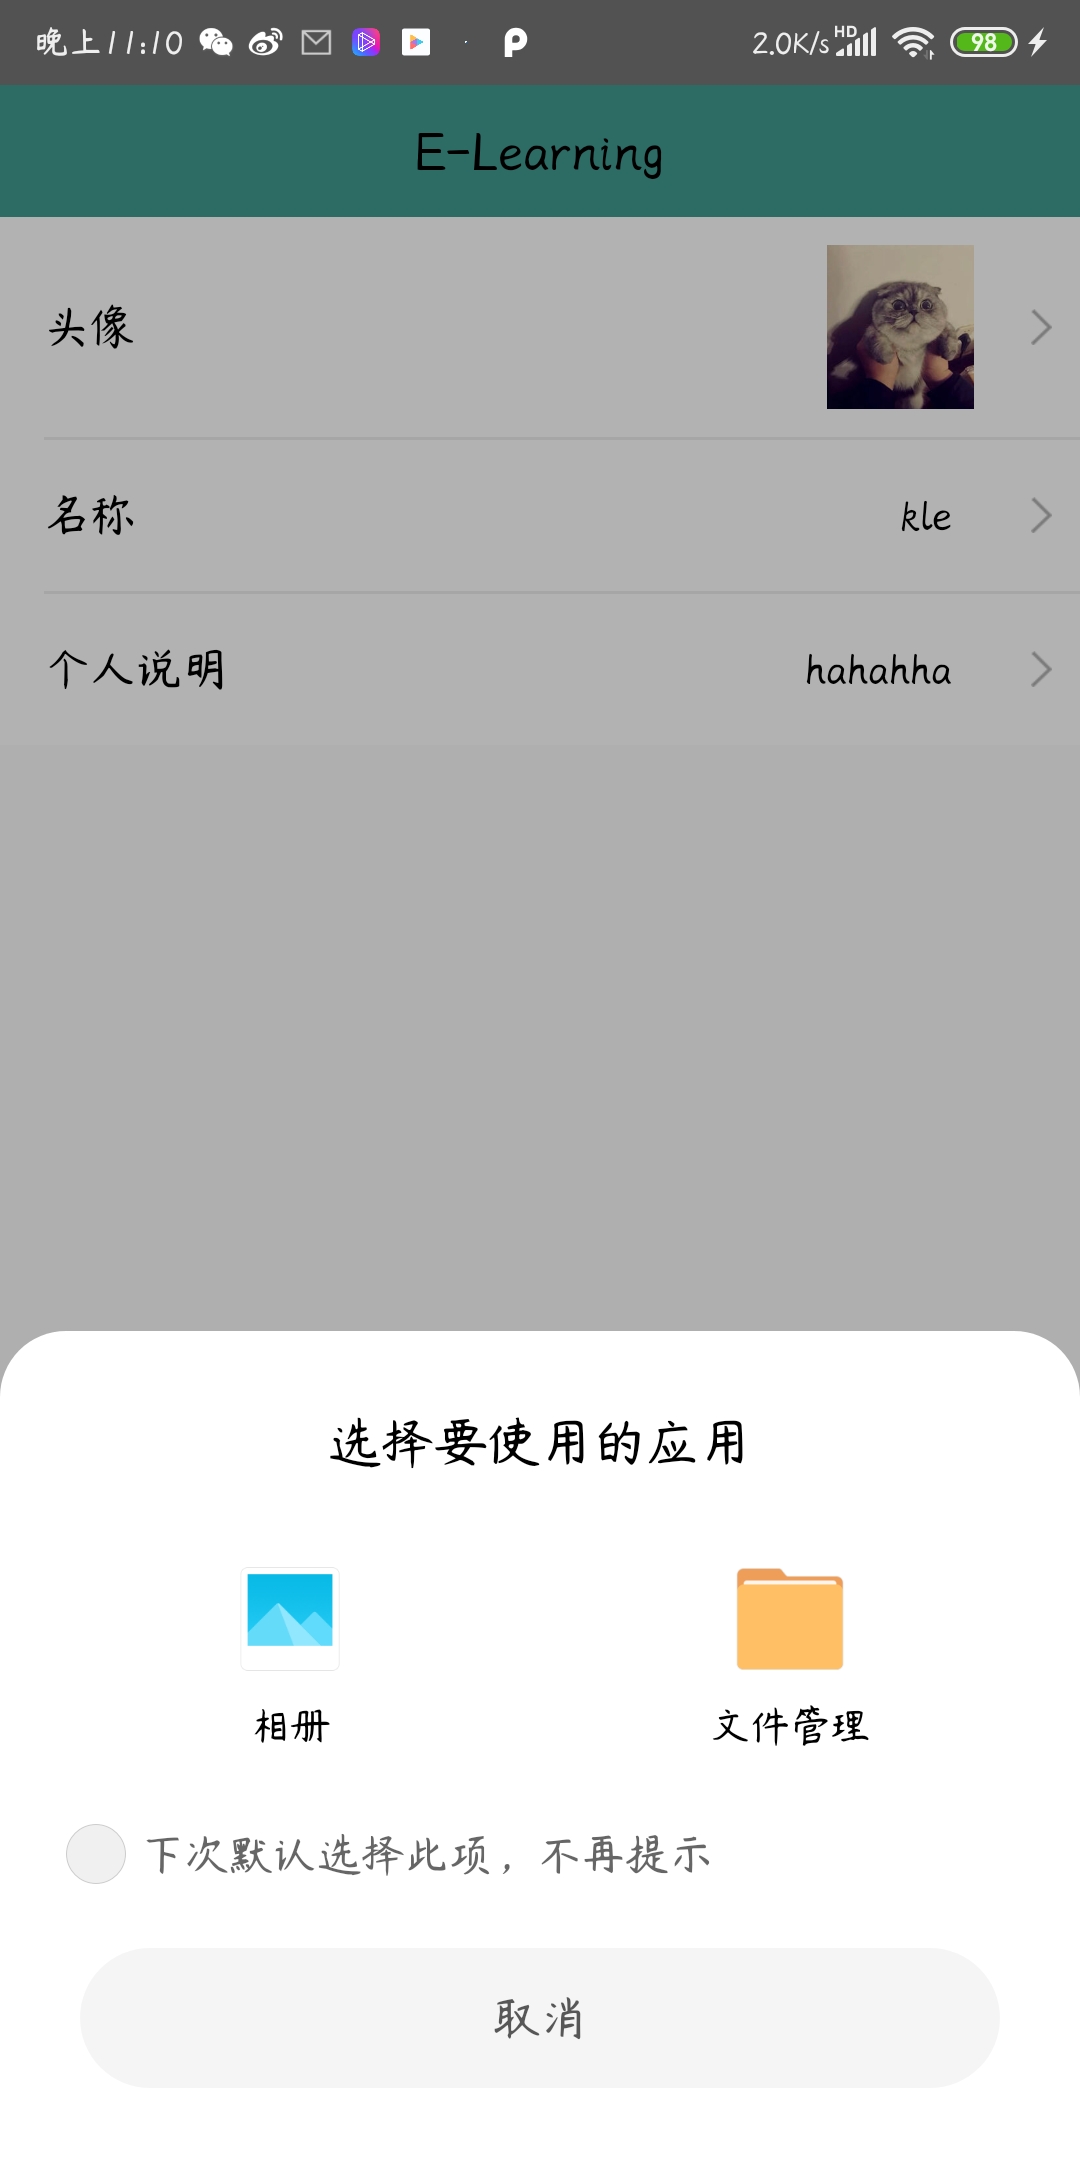 晚上11:10 2.0K/s HD 98
E-Learning
头像
名称 kle
个人说明 hahahha
选择要使用的应用
相册 文件管理
下次默认选择此项，不再提示
取消